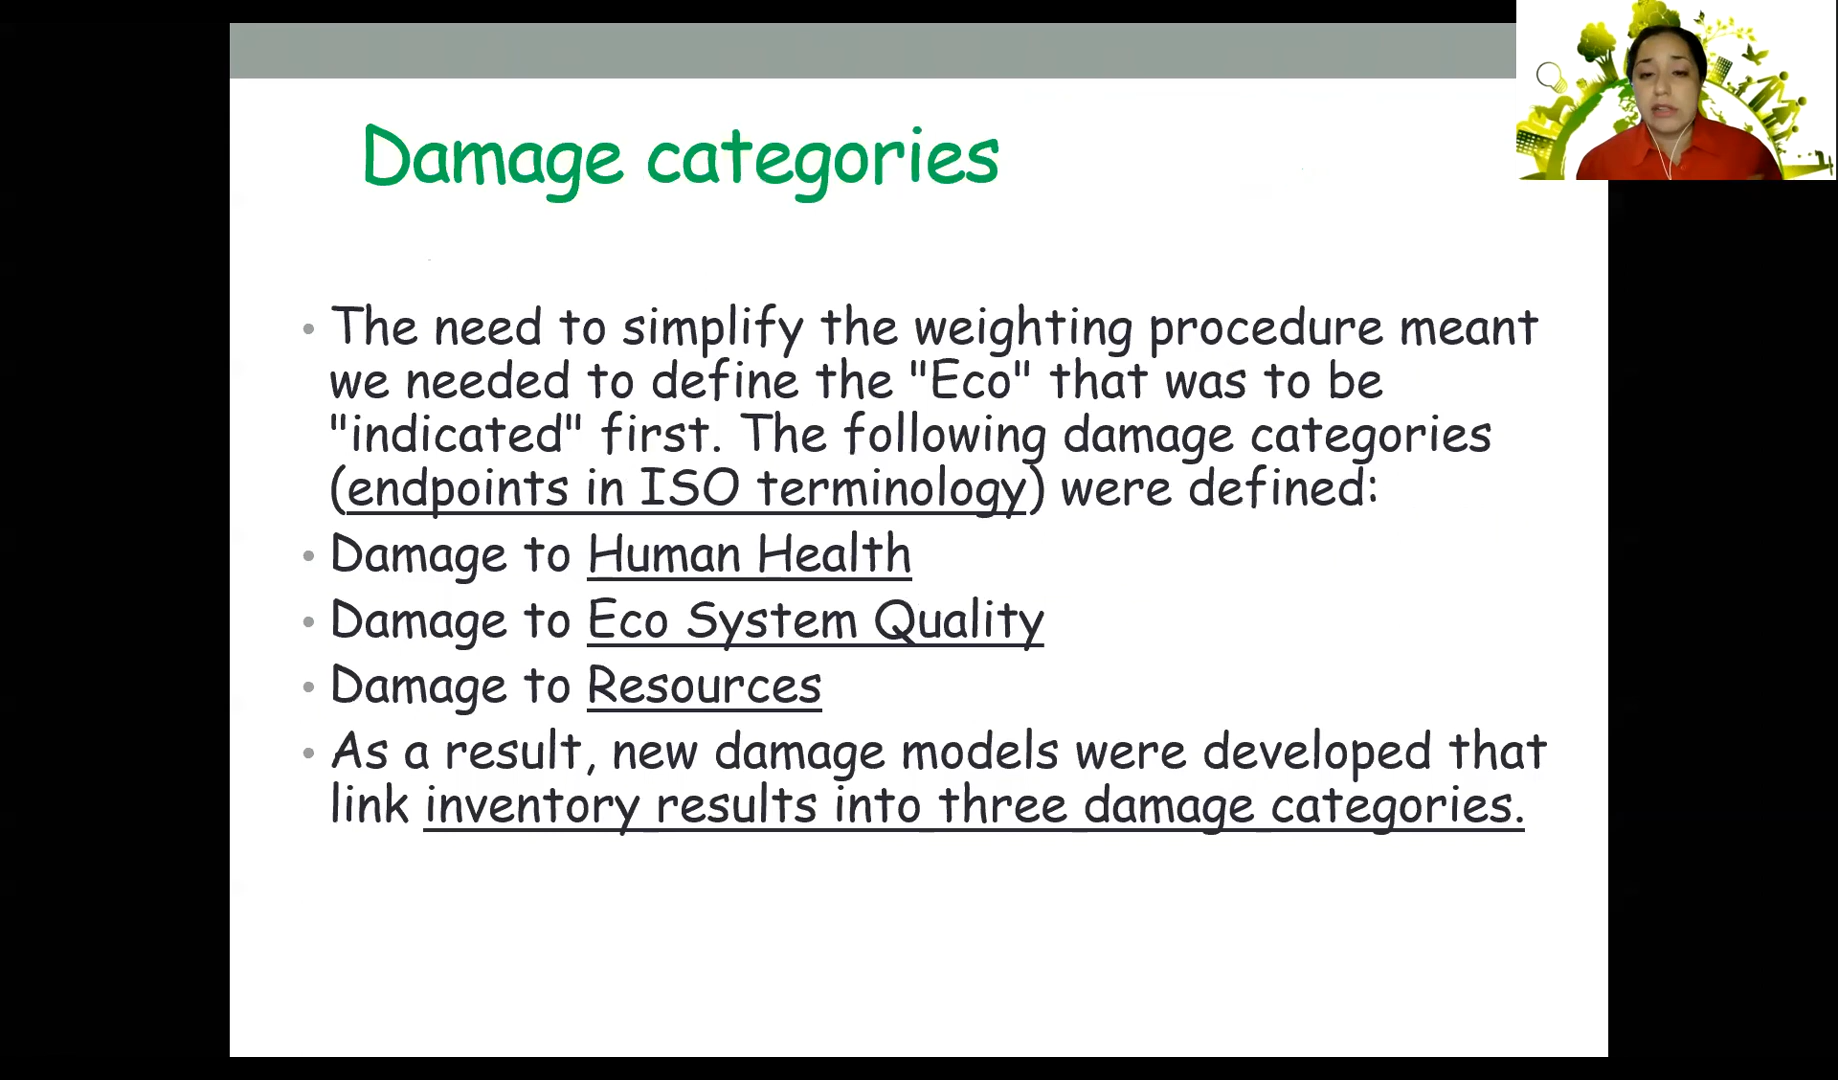 Damage categories
The need to simplify the weighting procedure meant
we needed to define the "Eco" that was to be
"indicated" first. The following damage categories
(endpoints in ISO terminology) were defined:
Damage to Human Health
Damage to Eco System Quality
Damage to Resources
As a result, new damage models were developed that
link inventory results into three damage categories.